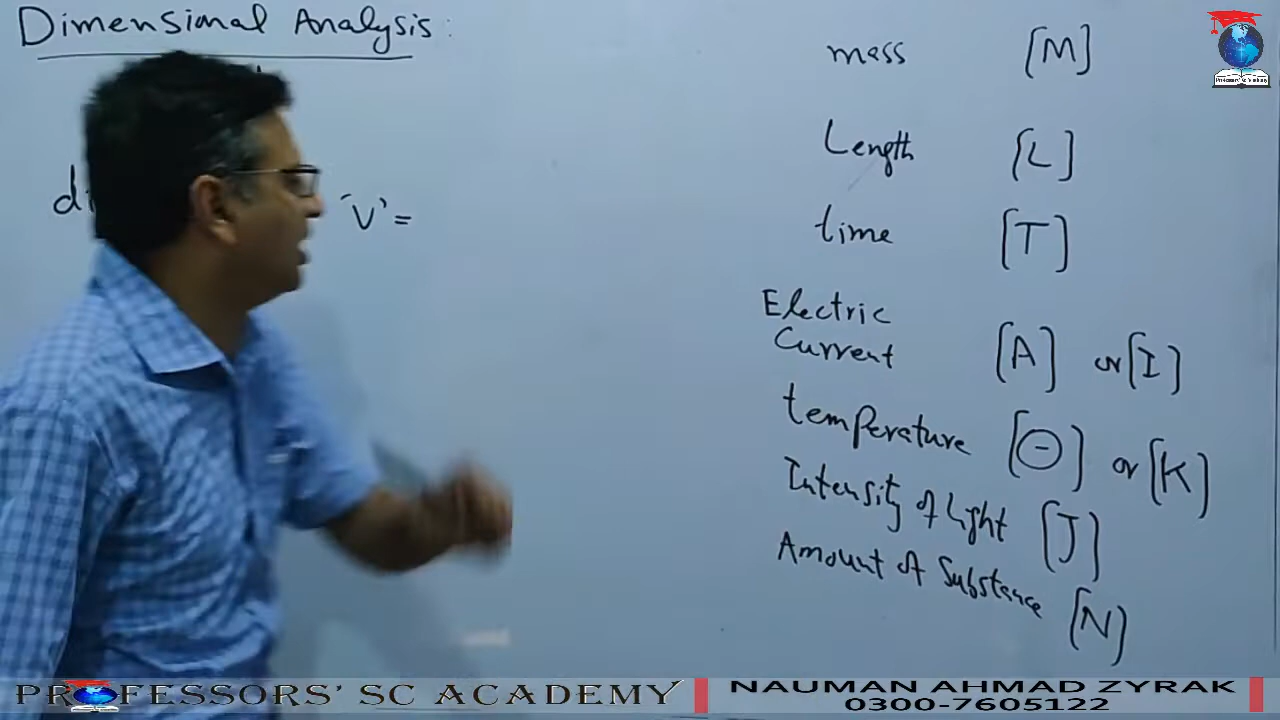 Dimensional Analysis:
'V' =
mass [M]
Length [L]
time [T]
Electric
Current [A] or [I]
temperature [Θ] or [K]
Intensity of Light [J]
Amount of Substance [N]
PROFESSORS' SC ACADEMY
NAUMAN AHMAD ZYRAK
0300-7605122